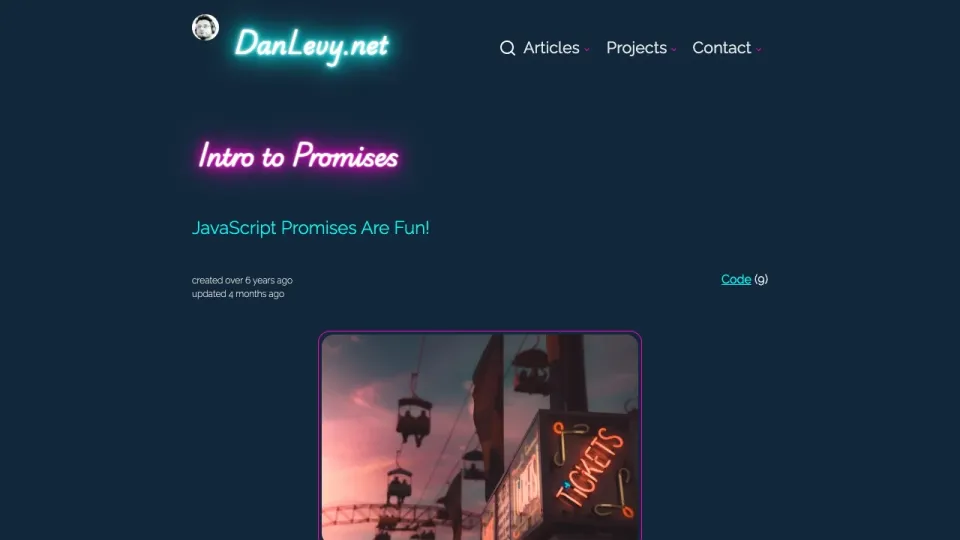 DanLevy.net
Articles Projects Contact
Intro to Promises
JavaScript Promises Are Fun!
created over 6 years ago
updated 4 months ago
Code (9)
TICKETS